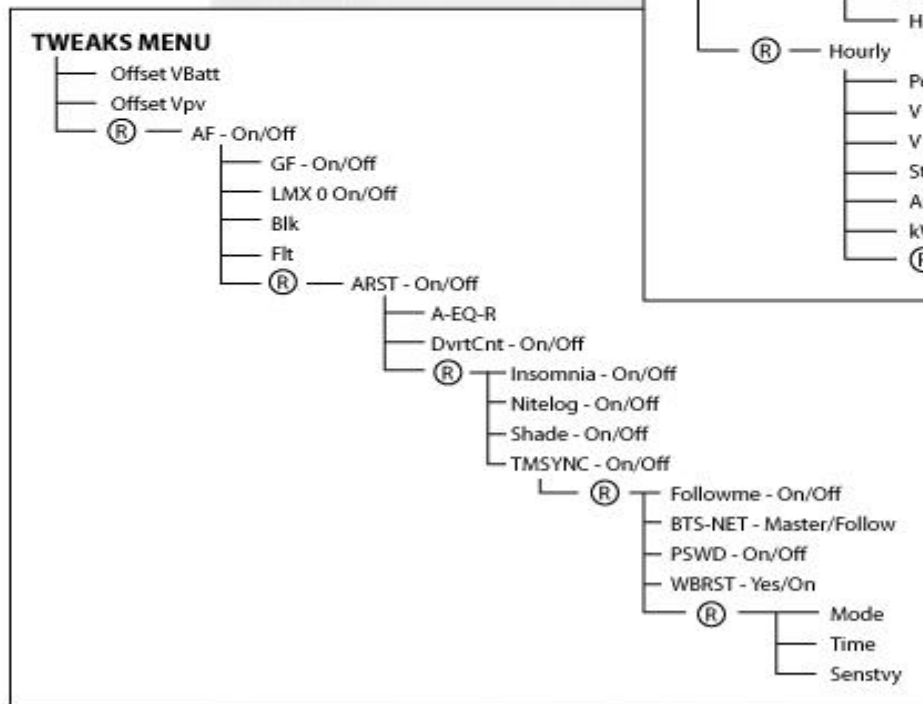 TWEAKS MENU
Offset VBatt
Offset Vpv
R AF - On/Off
GF - On/Off
LMX 0 On/Off
Blk
Flt
R ARST - On/Off
A-EQ-R
DvrtCnt - On/Off
R Insomnia - On/Off
Nitelog - On/Off
Shade - On/Off
TMSYNC - On/Off
R Followme - On/Off
BTS-NET - Master/Follow
PSWD - On/Off
WBRST - Yes/On
R Mode
Time
Senstvy
R Hourly
V
V